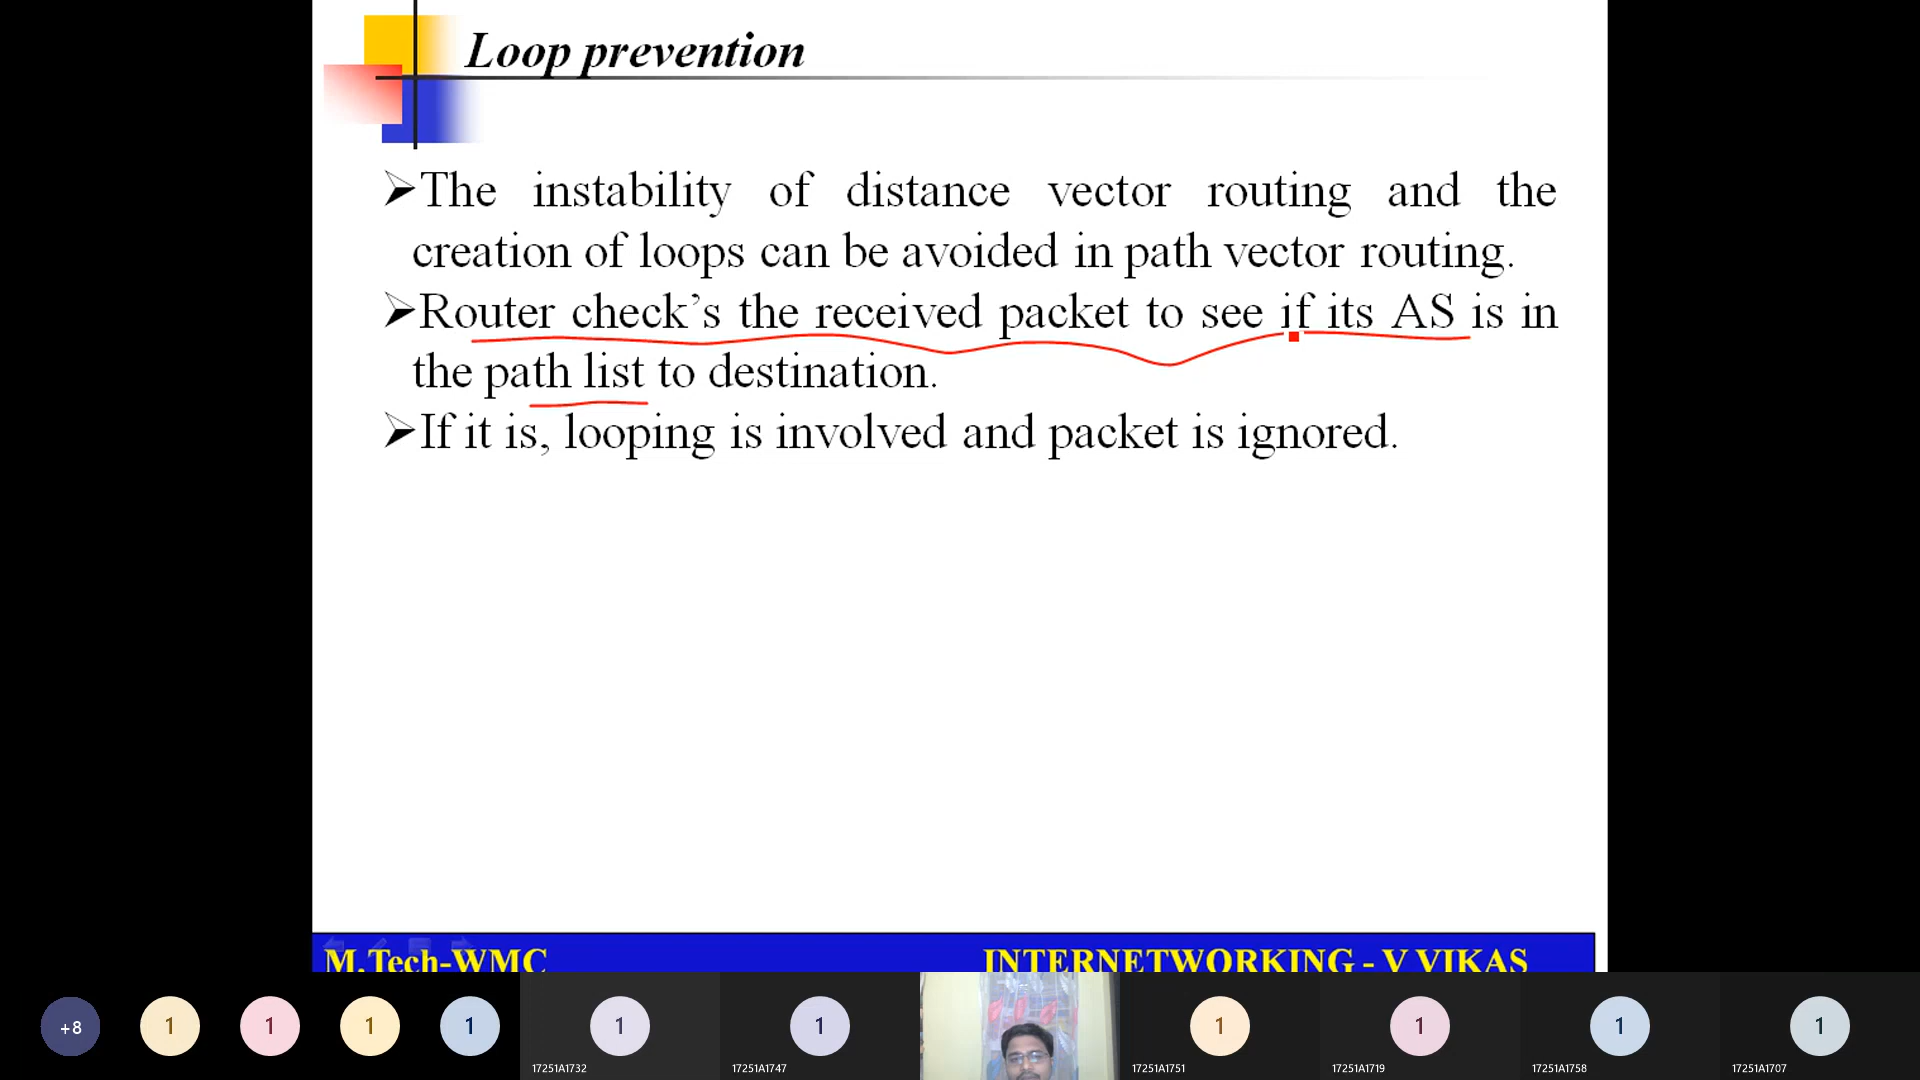 Loop prevention
➢The instability of distance vector routing and the
creation of loops can be avoided in path vector routing.
➢Router check’s the received packet to see if its AS is in
the path list to destination.
➢If it is, looping is involved and packet is ignored.
M.Tech-WMC INTERNETWORKING - V VIKAS
+8 1 1 1 1 1 1 1 1 1 1
17251A1732 17251A1747 17251A1751 17251A1719 17251A1758 17251A1707